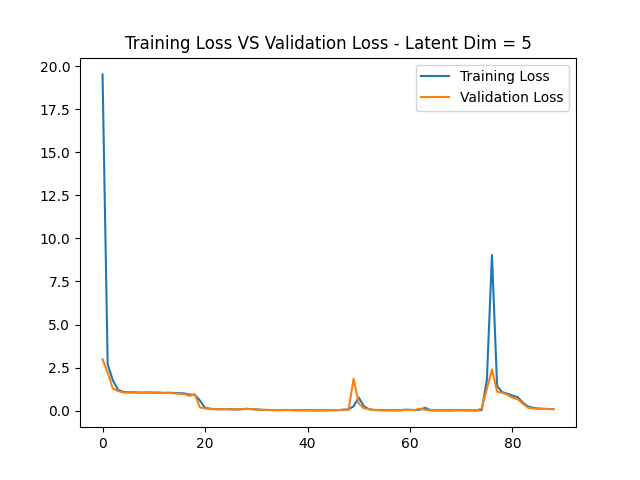 Training Loss VS Validation Loss - Latent Dim = 5
Training Loss
Validation Loss
20.0
17.5
15.0
12.5
10.0
7.5
5.0
2.5
0.0
0 20 40 60 80